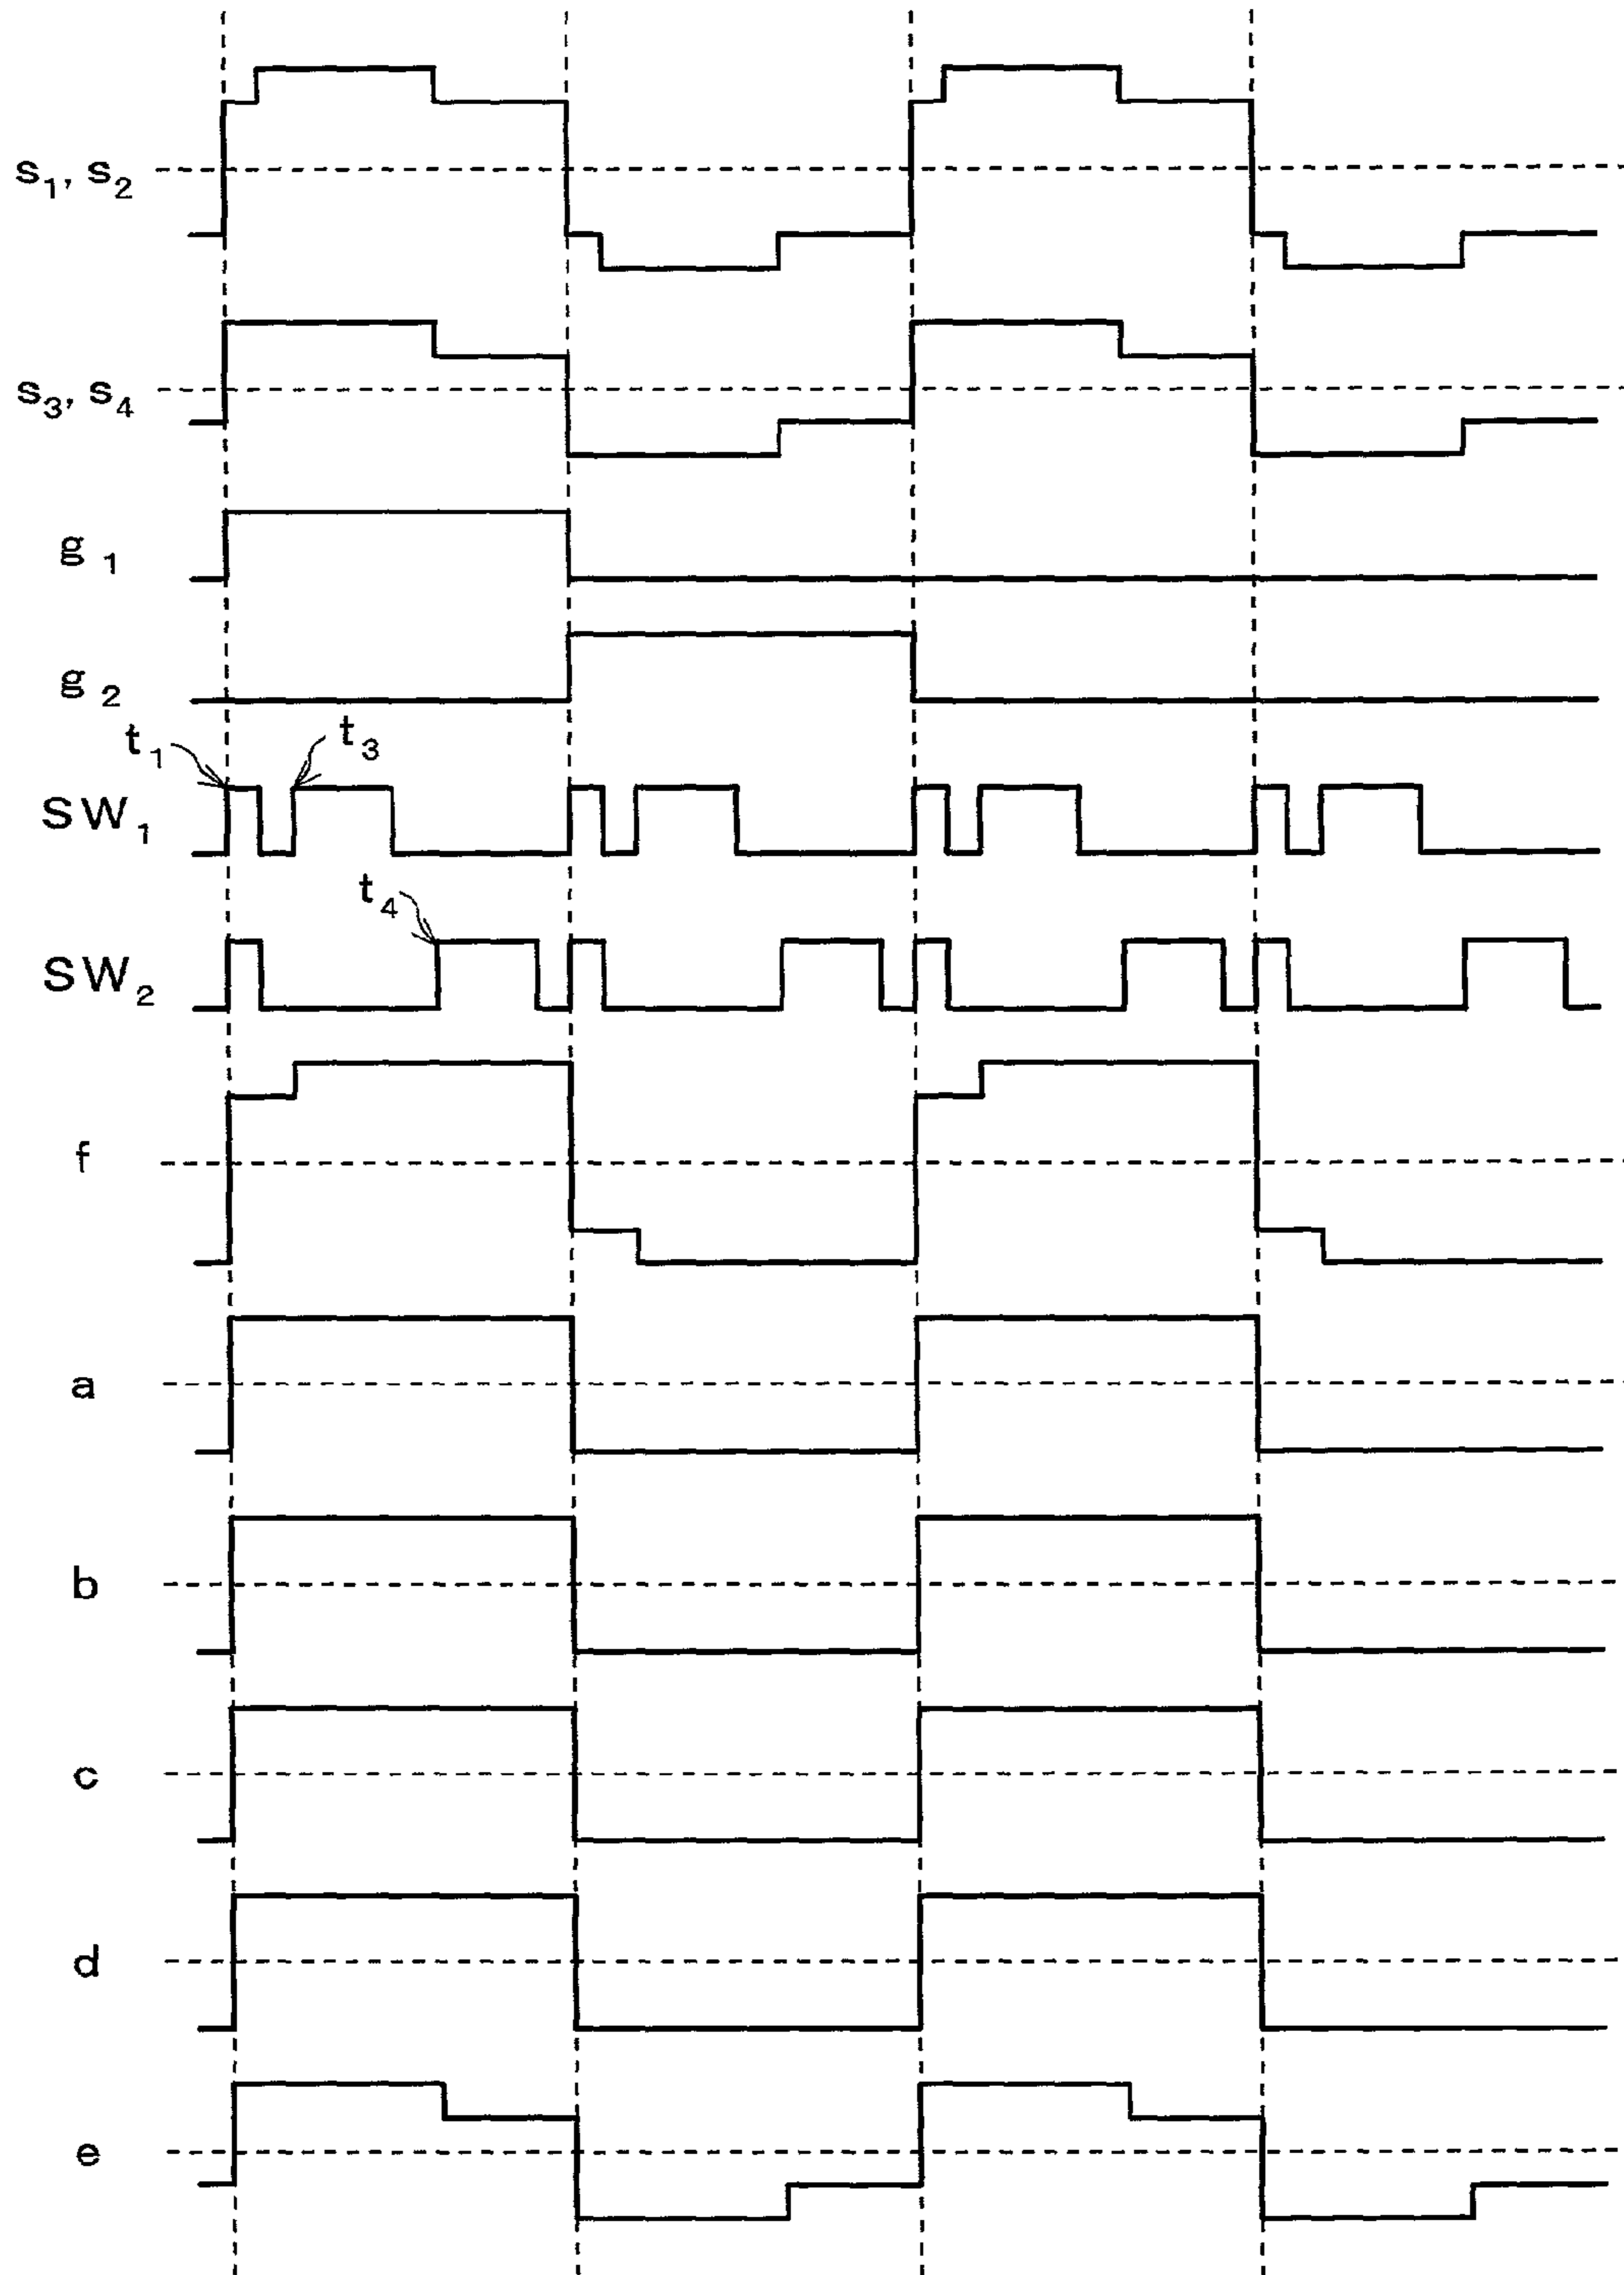 s₁, s₂
s₃, s₄
g₁
g₂
t₁ t₃
SW₁
t₄
SW₂
f
a
b
c
d
e